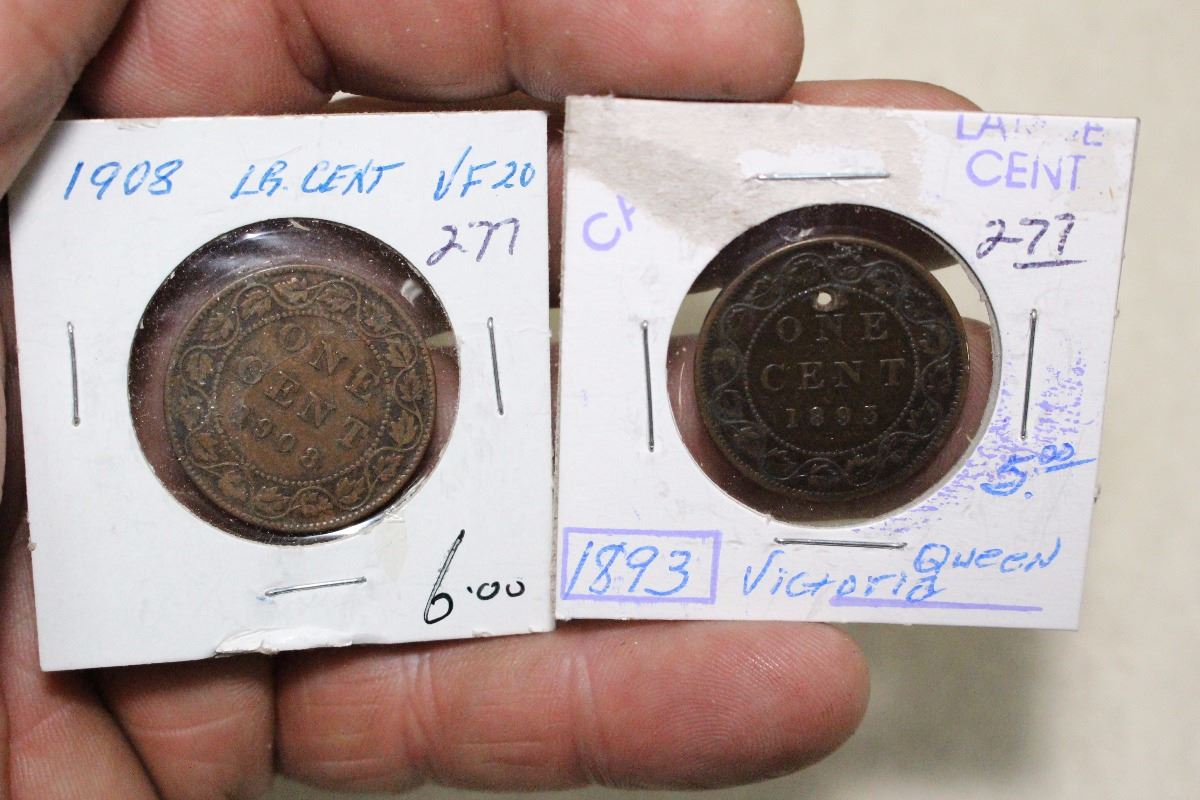 1908 LG. CENT VF20
277
ONE
CENT
1908
6.00
LARGE
CENT
277
ONE
CENT
1893
5.00
1893 Victoria Queen